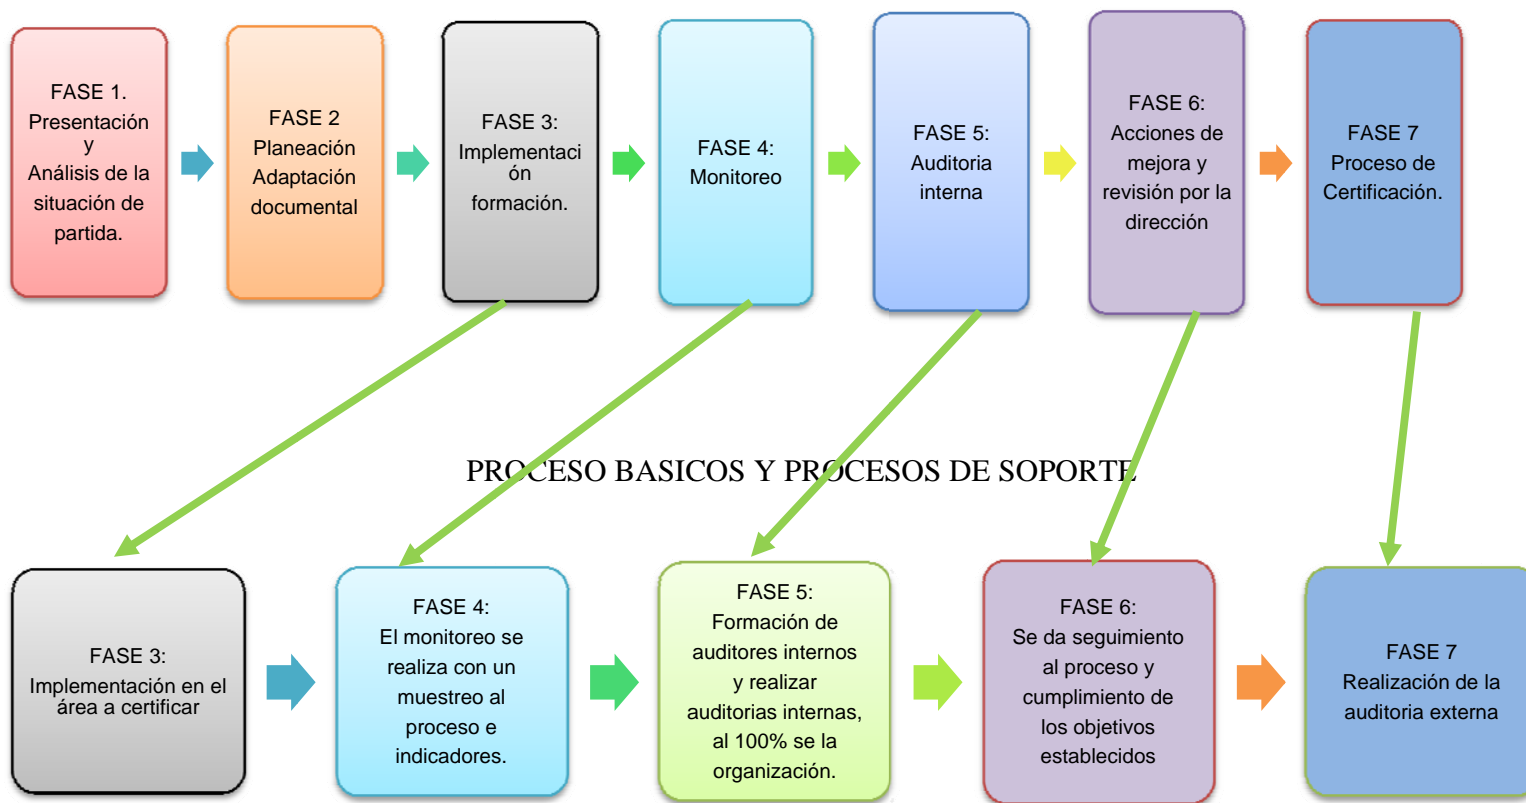 FASE 1.
Presentación
y
Análisis de la
situación de
partida.
FASE 2
Planeación
Adaptación
documental
FASE 3:
Implementaci
ón
formación.
FASE 4:
Monitoreo
FASE 5:
Auditoria
interna
FASE 6:
Acciones de
mejora y
revisión por la
dirección
FASE 7
Proceso de
Certificación.
PROCESO BASICOS Y PROCESOS DE SOPORTE
FASE 3:
Implementación en el
área a certificar
FASE 4:
El monitoreo se
realiza con un
muestreo al
proceso e
indicadores.
FASE 5:
Formación de
auditores internos
y realizar
auditorias internas,
al 100% se la
organización.
FASE 6:
Se da seguimiento
al proceso y
cumplimiento de
los objetivos
establecidos
FASE 7
Realización de la
auditoria externa